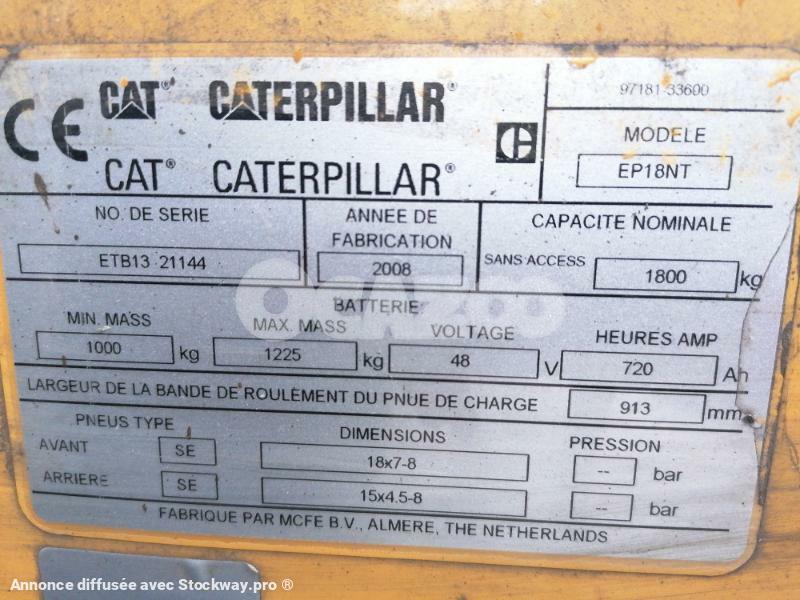 CE CAT® CATERPILLAR®
CAT® CATERPILLAR®
97181-33600
MODELE
EP18NT
NO. DE SERIE
ETB13 21144
ANNEE DE
FABRICATION
2008
CAPACITE NOMINALE
SANS ACCESS 1800 kg
BATTERIE
MIN. MASS MAX. MASS VOLTAGE HEURES AMP
1000 kg 1225 kg 48 V 720 Ah
LARGEUR DE LA BANDE DE ROULEMENT DU PNUE DE CHARGE 913 mm
PNEUS TYPE DIMENSIONS PRESSION
AVANT SE 18x7-8 -- bar
ARRIERE SE 15x4.5-8 -- bar
FABRIQUE PAR MCFE B.V., ALMERE, THE NETHERLANDS
Annonce diffusée avec Stockway.pro ®